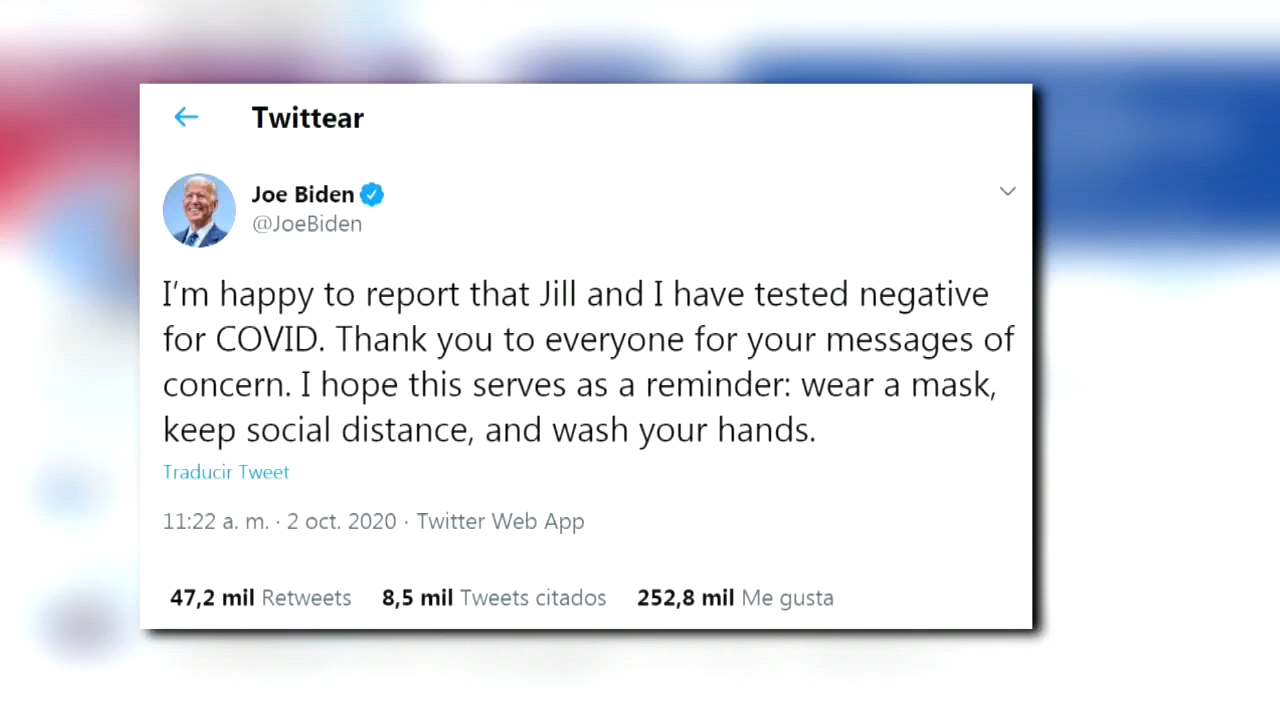 Twittear
Joe Biden
@JoeBiden
I'm happy to report that Jill and I have tested negative
for COVID. Thank you to everyone for your messages of
concern. I hope this serves as a reminder: wear a mask,
keep social distance, and wash your hands.
Traducir Tweet
11:22 a. m. · 2 oct. 2020 · Twitter Web App
47,2 mil Retweets 8,5 mil Tweets citados 252,8 mil Me gusta